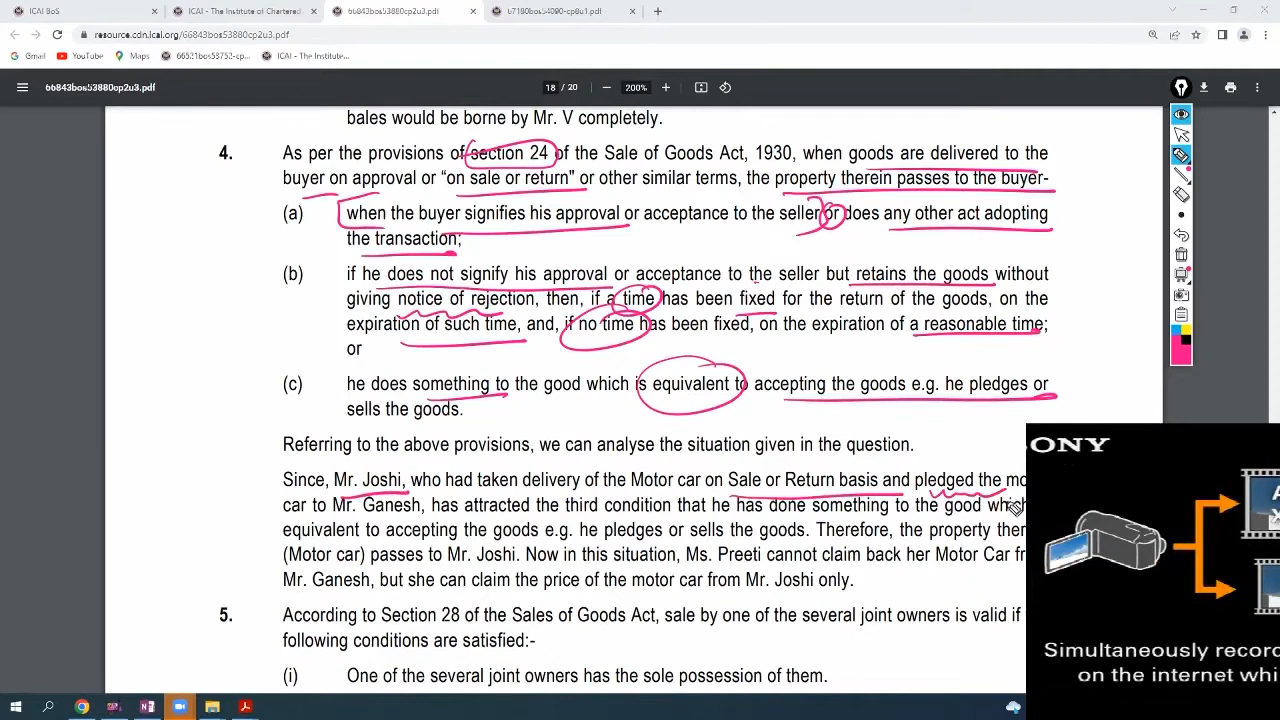 ICAI BoS
ICAI - The Institute of Chartered
66843bos53880cp2u3.pdf
67180bos54090-cp8u1.pdf
resource.cdn.icai.org/66843bos53880cp2u3.pdf
Gmail
YouTube
Maps
66521bos53752-cp...
ICAI - The Institute...
66843bos53880cp2u3.pdf
18 / 20
200%
bales would be borne by Mr. V completely.
4. As per the provisions of section 24 of the Sale of Goods Act, 1930, when goods are delivered to the
buyer on approval or “on sale or return” or other similar terms, the property therein passes to the buyer-
(a) when the buyer signifies his approval or acceptance to the seller or does any other act adopting
the transaction;
(b) if he does not signify his approval or acceptance to the seller but retains the goods without
giving notice of rejection, then, if a time has been fixed for the return of the goods, on the
expiration of such time, and, if no time has been fixed, on the expiration of a reasonable time;
or
(c) he does something to the good which is equivalent to accepting the goods e.g. he pledges or
sells the goods.
Referring to the above provisions, we can analyse the situation given in the question.
Since, Mr. Joshi, who had taken delivery of the Motor car on Sale or Return basis and pledged the mo
car to Mr. Ganesh, has attracted the third condition that he has done something to the good which
equivalent to accepting the goods e.g. he pledges or sells the goods. Therefore, the property ther
(Motor car) passes to Mr. Joshi. Now in this situation, Ms. Preeti cannot claim back her Motor Car fr
Mr. Ganesh, but she can claim the price of the motor car from Mr. Joshi only.
5. According to Section 28 of the Sales of Goods Act, sale by one of the several joint owners is valid if
following conditions are satisfied:-
(i) One of the several joint owners has the sole possession of them.
ONY
Simultaneously record
on the internet whi